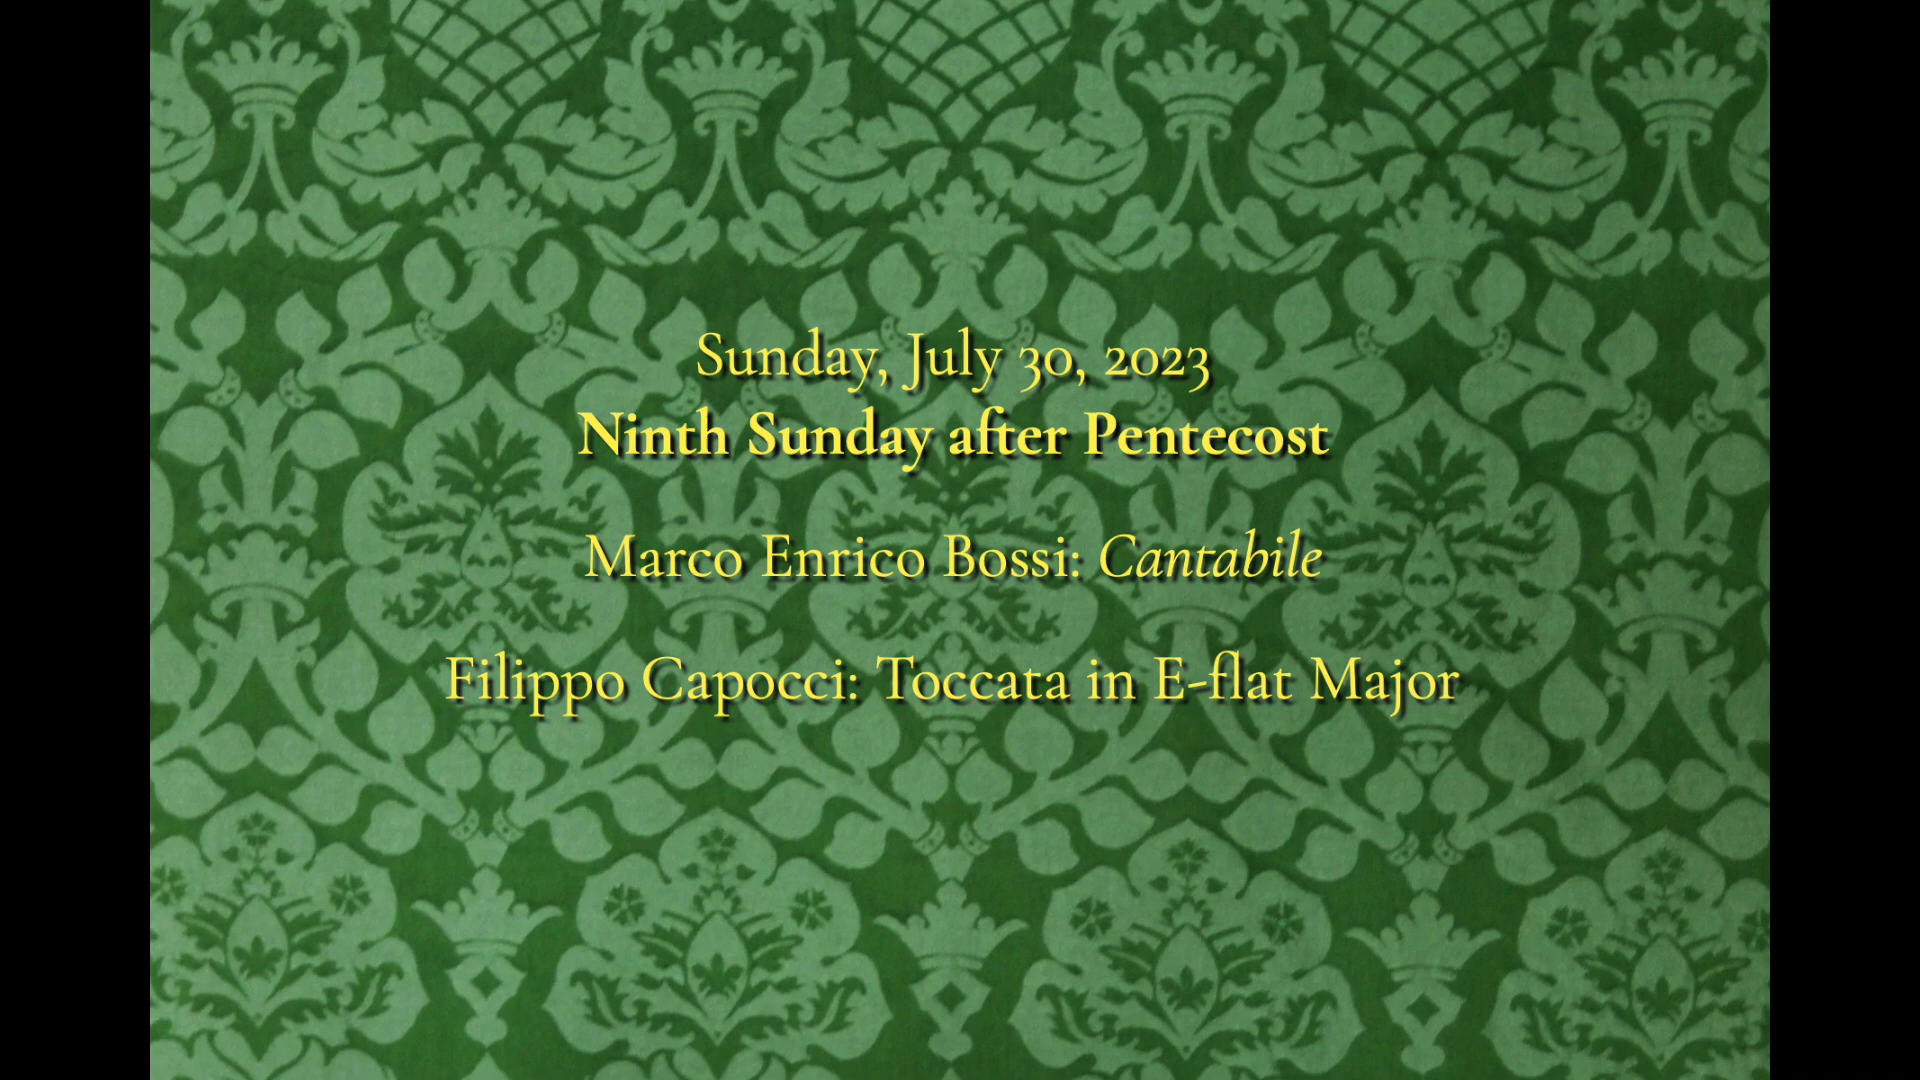 Sunday, July 30, 2023
Ninth Sunday after Pentecost
Marco Enrico Bossi: Cantabile
Filippo Capocci: Toccata in E-flat Major